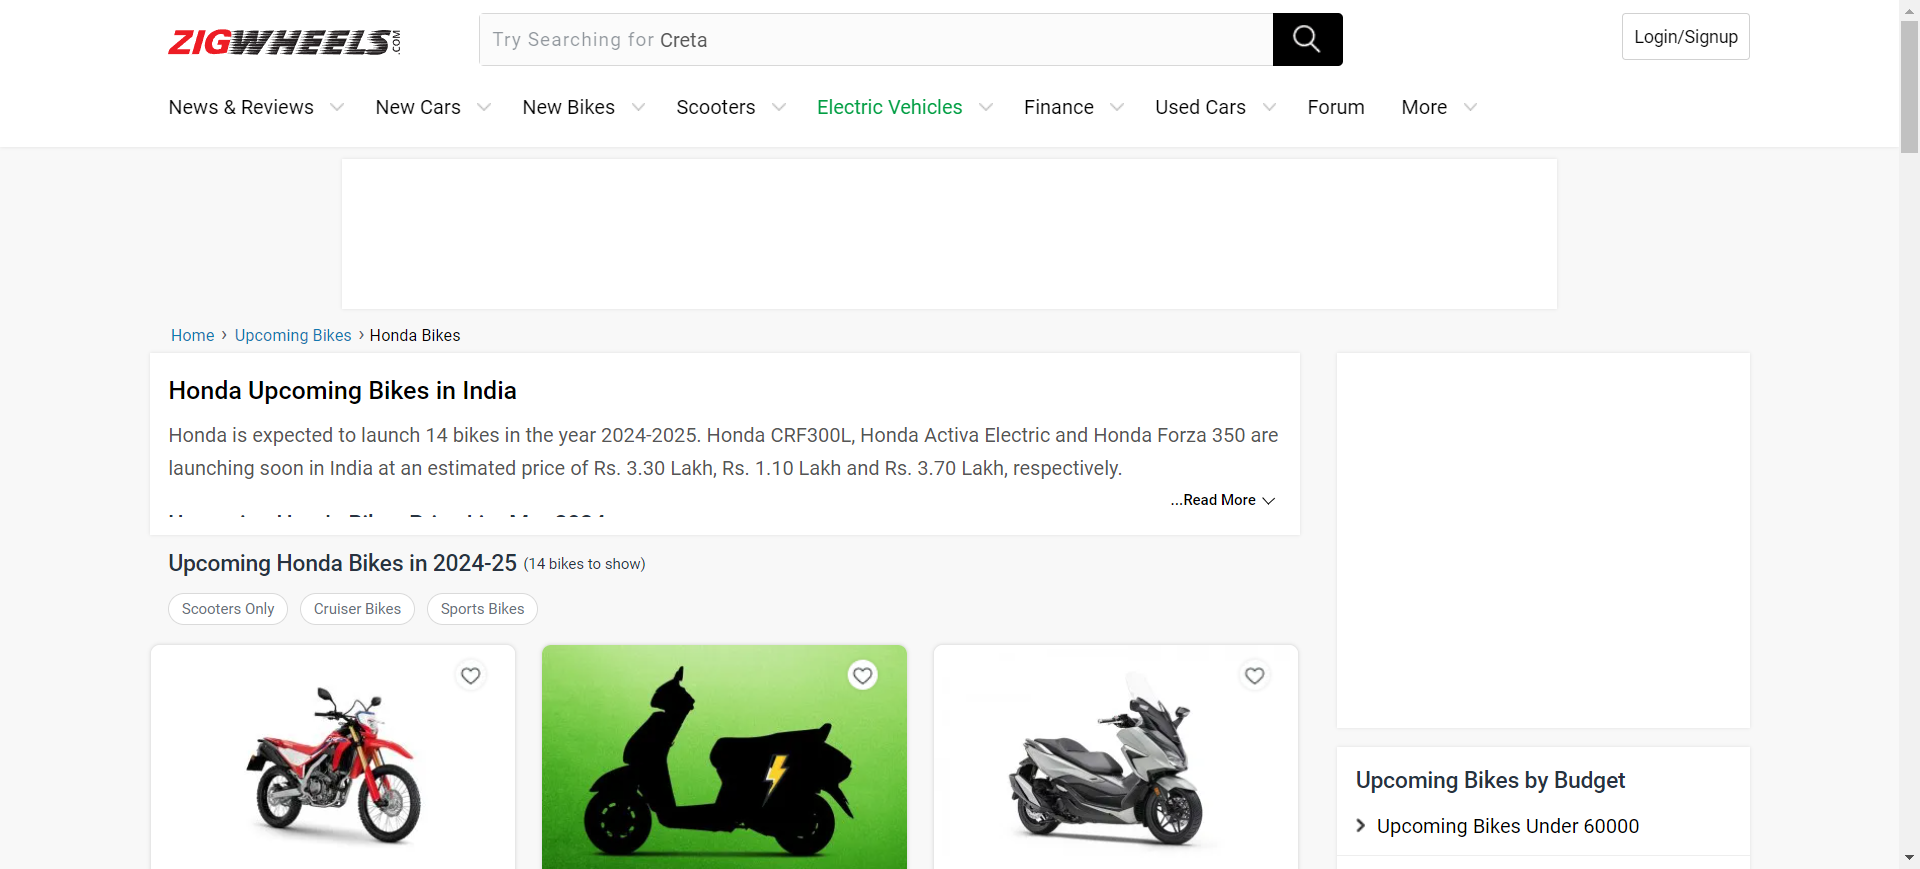 ZIGWHEELS.COM
Try Searching for Creta
Login/Signup
News & Reviews New Cars New Bikes Scooters Electric Vehicles Finance Used Cars Forum More
Home › Upcoming Bikes › Honda Bikes
Honda Upcoming Bikes in India
Honda is expected to launch 14 bikes in the year 2024-2025. Honda CRF300L, Honda Activa Electric and Honda Forza 350 are
launching soon in India at an estimated price of Rs. 3.30 Lakh, Rs. 1.10 Lakh and Rs. 3.70 Lakh, respectively.
...Read More
Upcoming Honda Bikes in 2024-25 (14 bikes to show)
Scooters Only Cruiser Bikes Sports Bikes
Upcoming Bikes by Budget
Upcoming Bikes Under 60000